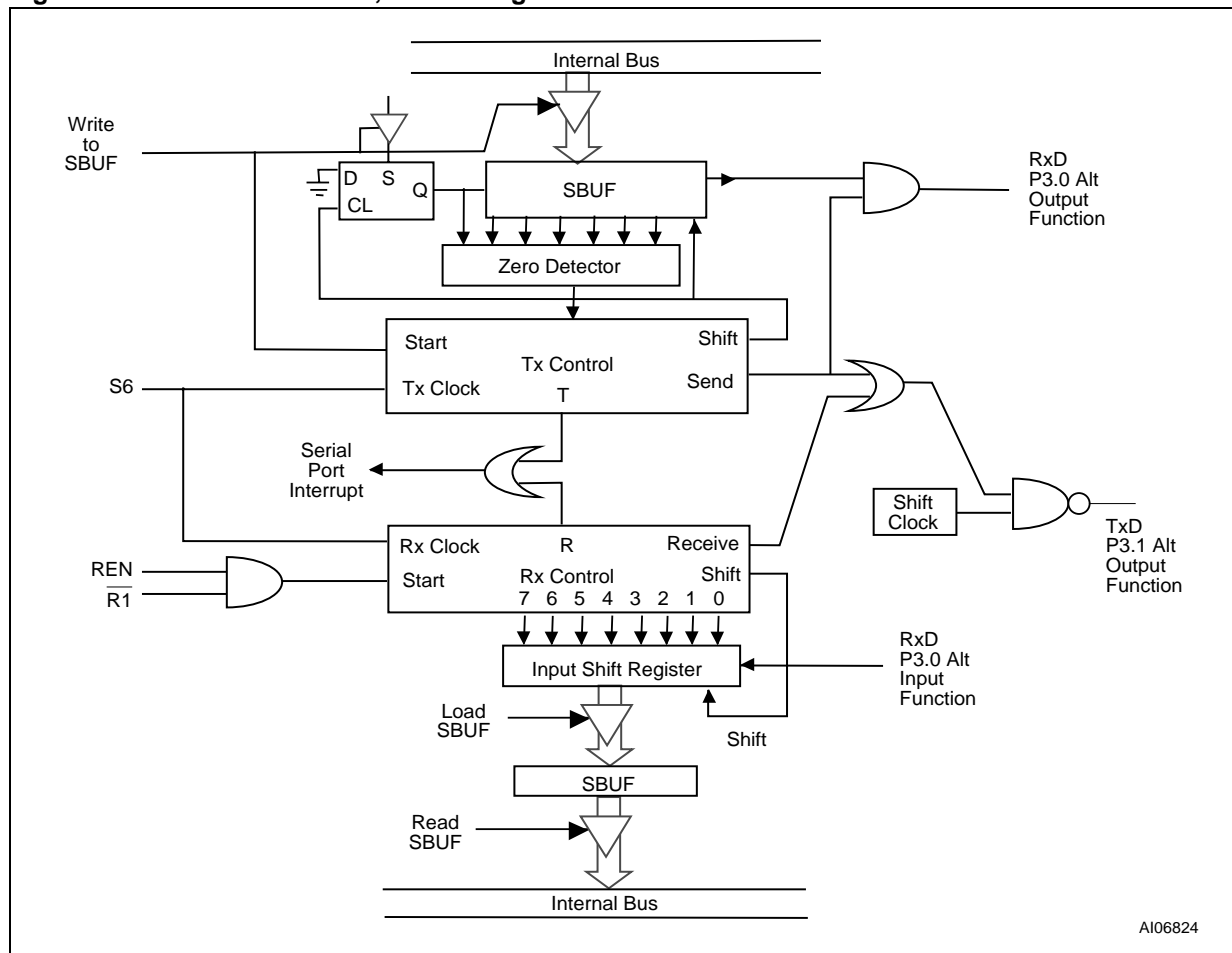 Internal Bus
Write
to
SBUF
D S
Q
CL
SBUF
RxD
P3.0 Alt
Output
Function
Zero Detector
Start
Shift
Tx Control
S6
Tx Clock
T
Send
Serial
Port
Interrupt
Shift
Clock
TxD
P3.1 Alt
Output
Function
Rx Clock
R
Receive
REN
R1
Start
Rx Control
Shift
7 6 5 4 3 2 1 0
Input Shift Register
RxD
P3.0 Alt
Input
Function
Load
SBUF
Shift
SBUF
Read
SBUF
Internal Bus
AI06824